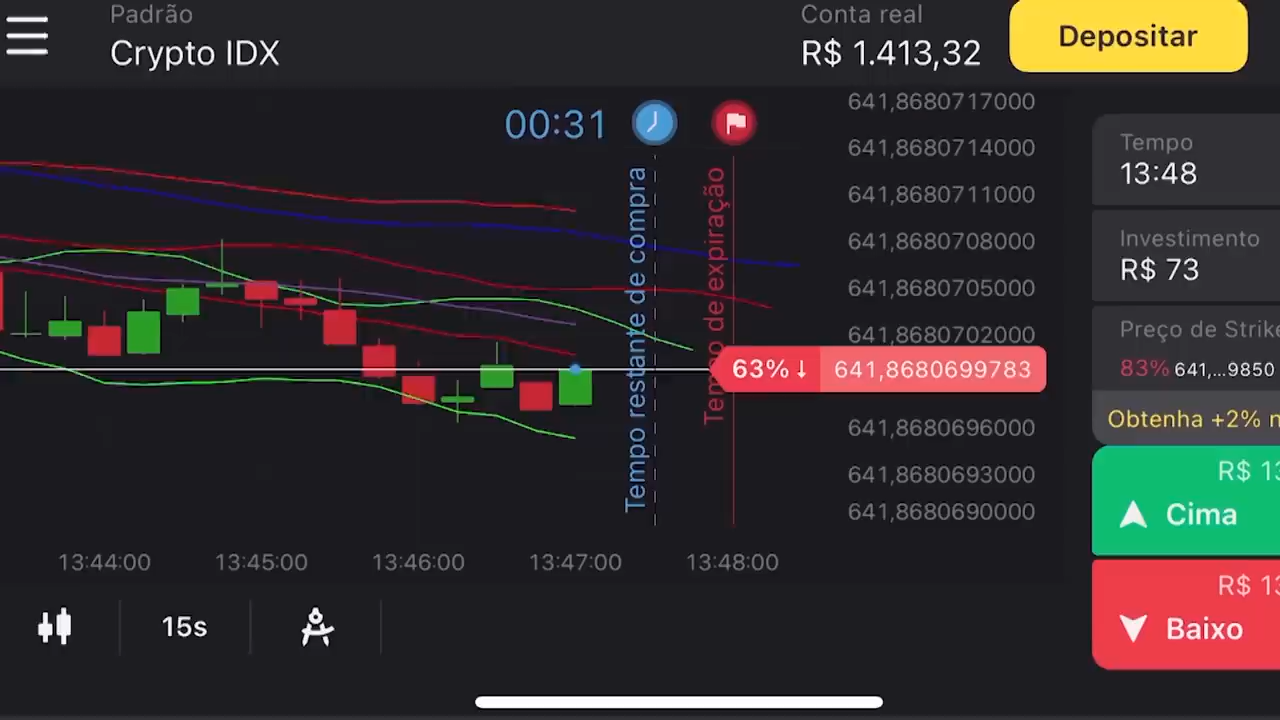 Padrão
Crypto IDX
Conta real
R$ 1.413,32
Depositar
00:31
Tempo restante de compra
Tempo de expiração
641,8680717000
641,8680714000
641,8680711000
641,8680708000
641,8680705000
641,8680702000
63% ↓ 641,8680699783
641,8680696000
641,8680693000
641,8680690000
13:44:00
13:45:00
13:46:00
13:47:00
13:48:00
15s
Tempo
13:48
Investimento
R$ 73
Preço de Strike
83% 641,...9850
Obtenha +2% n
R$ 13
Cima
R$ 13
Baixo